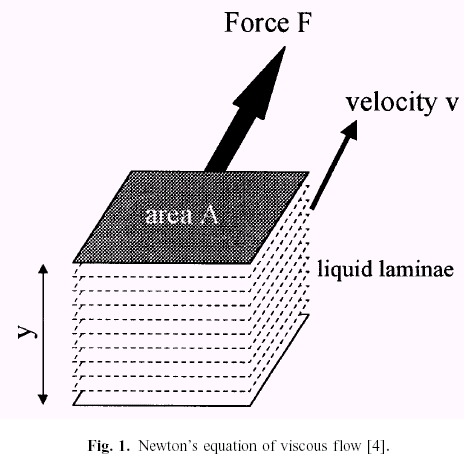 Force F
velocity v
area A
liquid laminae
y
Fig. 1. Newton's equation of viscous flow [4].